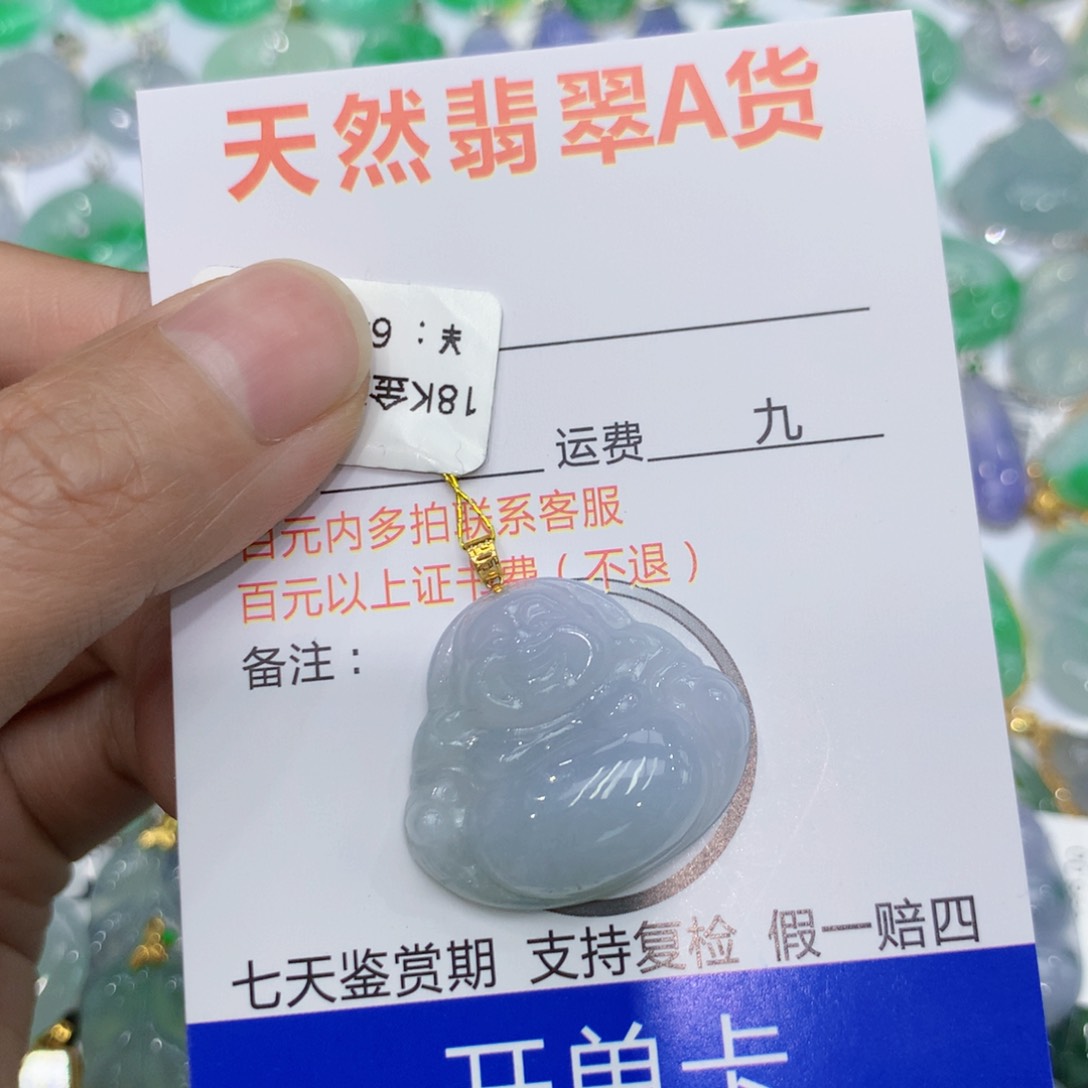 天然翡翠A货
18K金
夫：6
运费 九
百元内多拍联系客服
百元以上证书费（不退）
备注：
七天鉴赏期 支持复检 假一赔四
开单卡